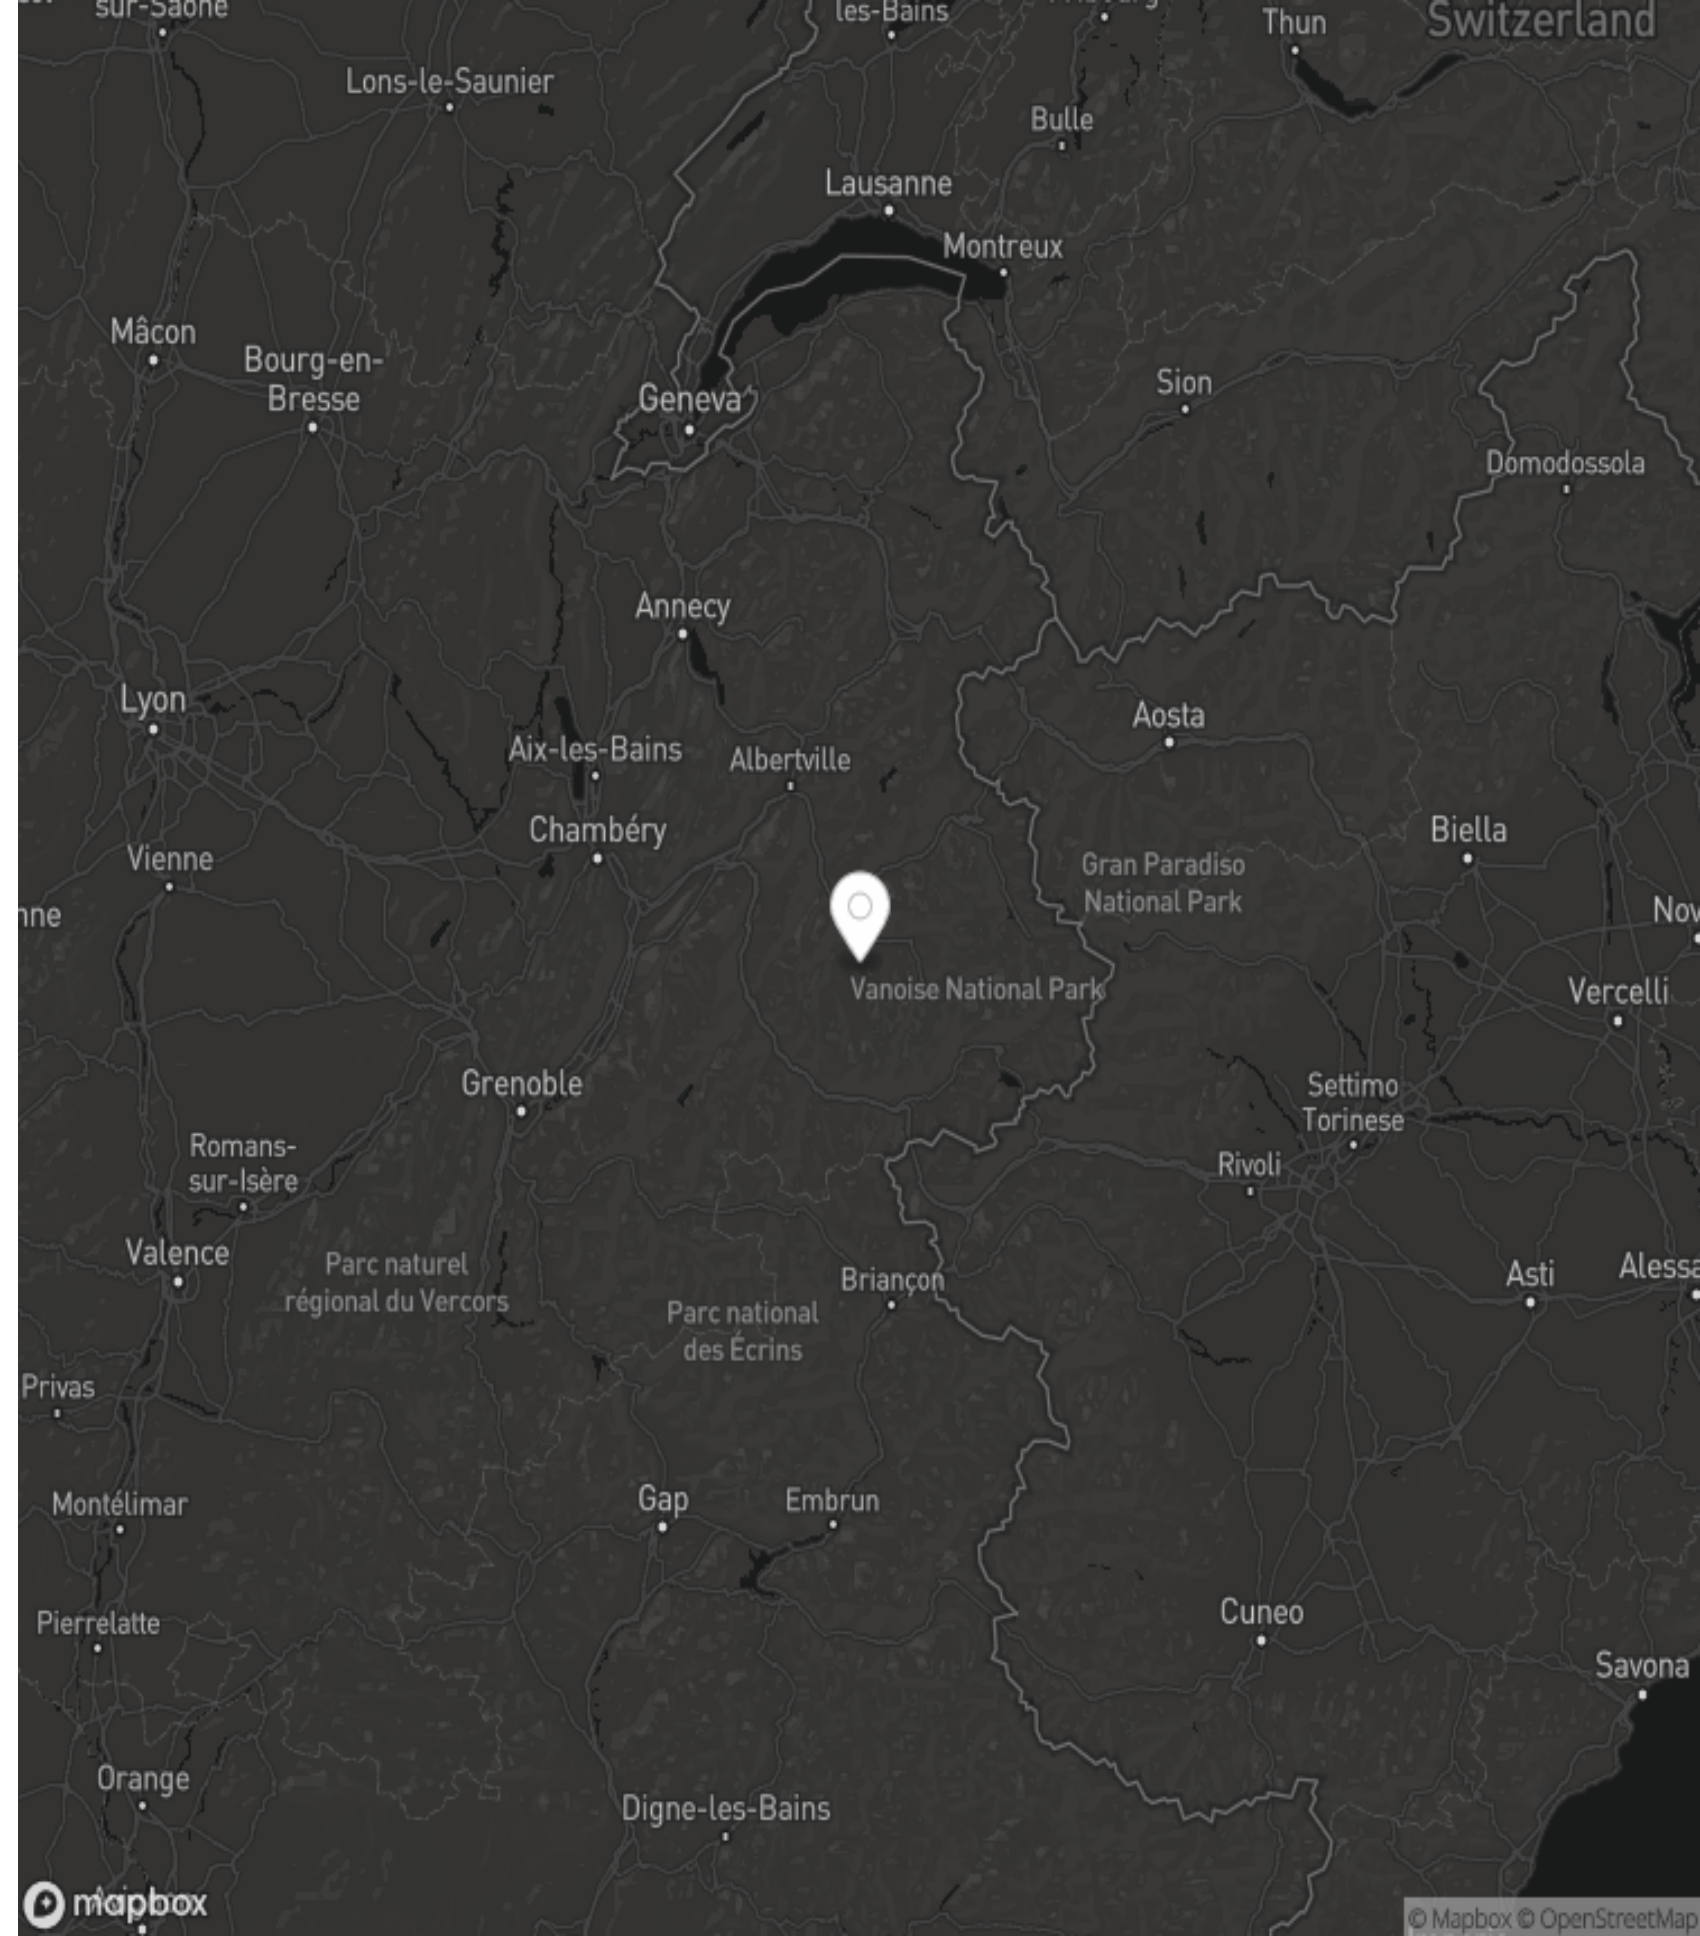 sur-Saône
les-Bains
Thun
Switzerland
Lons-le-Saunier
Bulle
Lausanne
Montreux
Mâcon
Bourg-en-
Bresse
Geneva
Sion
Domodossola
Annecy
Lyon
Aosta
Aix-les-Bains
Albertville
Chambéry
Biella
Vienne
Gran Paradiso
National Park
nne
Nov
Vanoise National Park
Vercelli
Grenoble
Settimo
Torinese
Romans-
sur-Isère
Rivoli
Valence
Parc naturel
régional du Vercors
Briançon
Asti
Alessa
Parc national
des Écrins
Privas
Montélimar
Gap
Embrun
Pierrelatte
Cuneo
Savona
Orange
Digne-les-Bains
mapbox
© Mapbox © OpenStreetMap